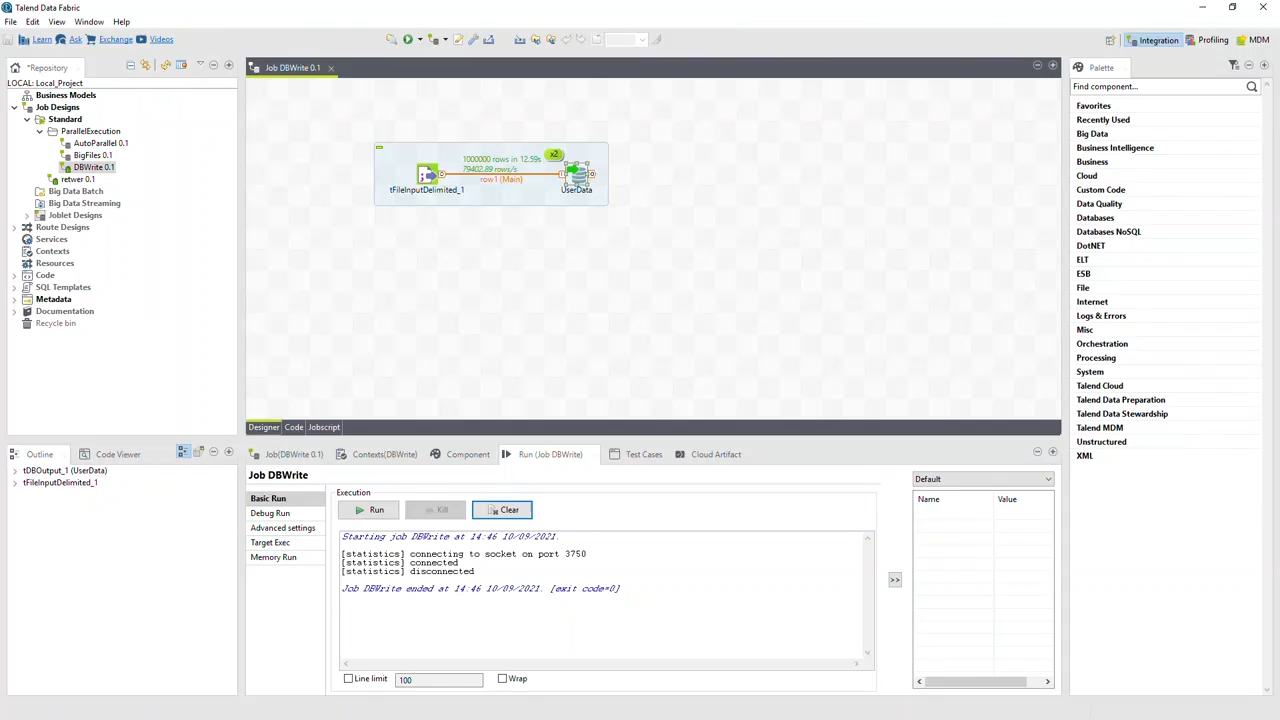 Talend Data Fabric
File Edit View Window Help
Learn Ask Exchange Videos
Integration Profiling MDM
*Repository
LOCAL: Local_Project
Business Models
Job Designs
Standard
ParallelExecution
AutoParallel 0.1
BigFiles 0.1
DBWrite 0.1
retwer 0.1
Big Data Batch
Big Data Streaming
Joblet Designs
Route Designs
Services
Contexts
Resources
Code
SQL Templates
Metadata
Documentation
Recycle bin
Job DBWrite 0.1
1000000 rows in 12.59s
x2
79402.89 rows/s
row1 (Main)
tFileInputDelimited_1
UserData
Designer Code Jobscript
Palette
Find component...
Favorites
Recently Used
Big Data
Business Intelligence
Business
Cloud
Custom Code
Data Quality
Databases
Databases NoSQL
DotNET
ELT
ESB
File
Internet
Logs & Errors
Misc
Orchestration
Processing
System
Talend Cloud
Talend Data Preparation
Talend Data Stewardship
Talend MDM
Unstructured
XML
Outline Code Viewer
tDBOutput_1 (UserData)
tFileInputDelimited_1
Job(DBWrite 0.1) Contexts(DBWrite) Component Run (Job DBWrite) Test Cases Cloud Artifact
Job DBWrite
Basic Run
Debug Run
Advanced settings
Target Exec
Memory Run
Execution
Run Kill Clear
Starting job DBWrite at 14:46 10/09/2021.
[statistics] connecting to socket on port 3750
[statistics] connected
[statistics] disconnected
Job DBWrite ended at 14:46 10/09/2021. [exit code=0]
Line limit 100 Wrap
>>
Default
Name Value